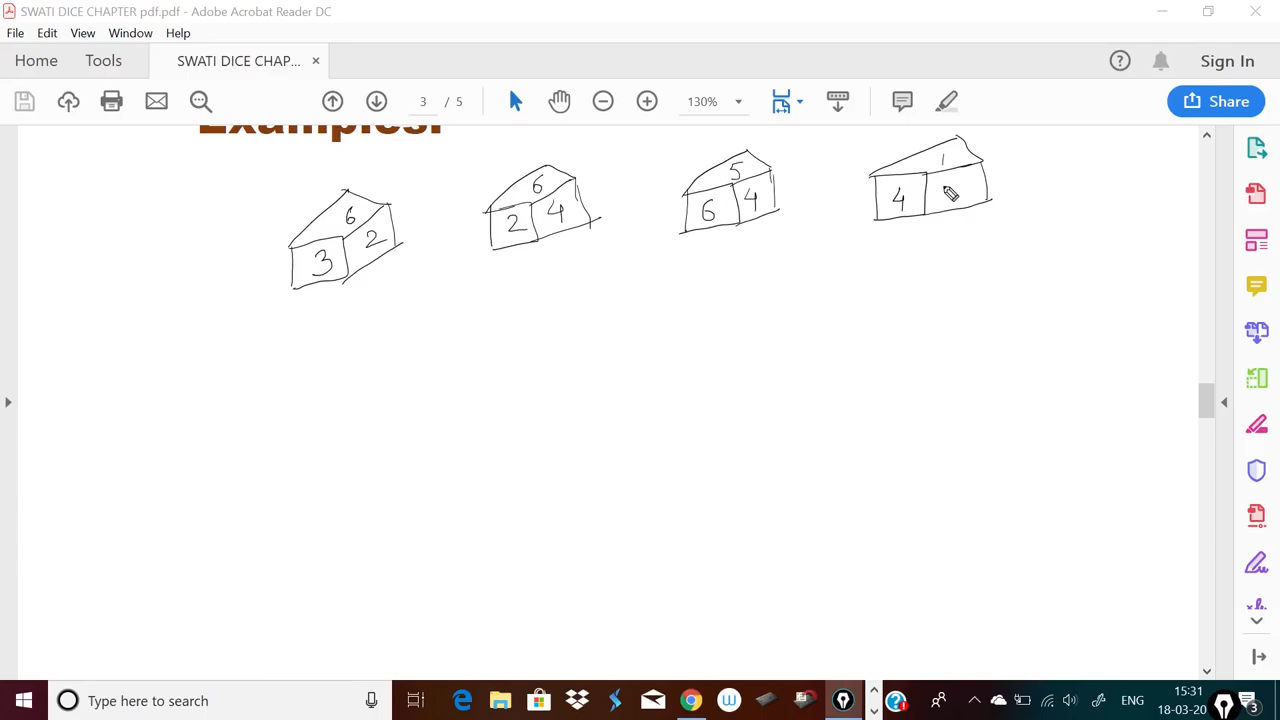 SWATI DICE CHAPTER pdf.pdf - Adobe Acrobat Reader DC
File Edit View Window Help
Home Tools SWATI DICE CHAP... × Sign In
3 / 5 130% Share
Examples:
6
3 2
6
2 4
5
6 4
1
4
Type here to search
W
ENG
15:31
18-03-20
3